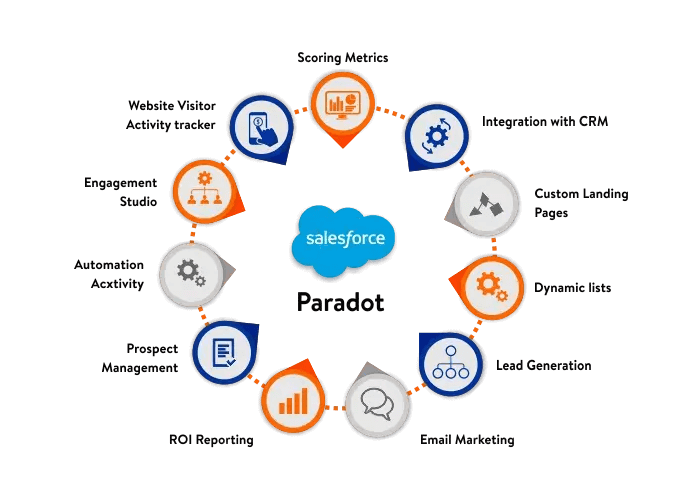 Scoring Metrics
Website Visitor
Activity tracker
Integration with CRM
Engagement
Studio
Custom Landing
Pages
salesforce
Paradot
Automation
Acxtivity
Dynamic lists
Prospect
Management
Lead Generation
ROI Reporting
Email Marketing